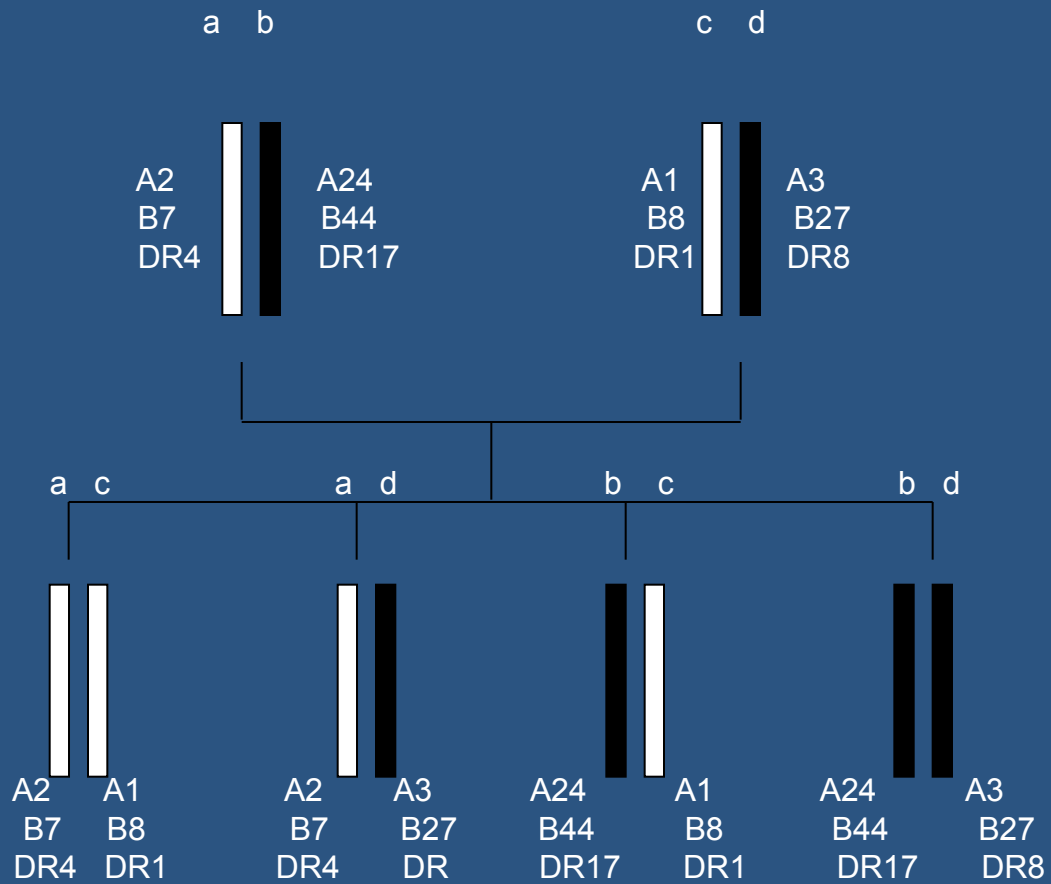 a b c d
A2 A24 A1 A3
B7 B44 B8 B27
DR4 DR17 DR1 DR8
a c a d b c b d
A2 A1 A2 A3 A24 A1 A24 A3
B7 B8 B7 B27 B44 B8 B44 B27
DR4 DR1 DR4 DR DR17 DR1 DR17 DR8